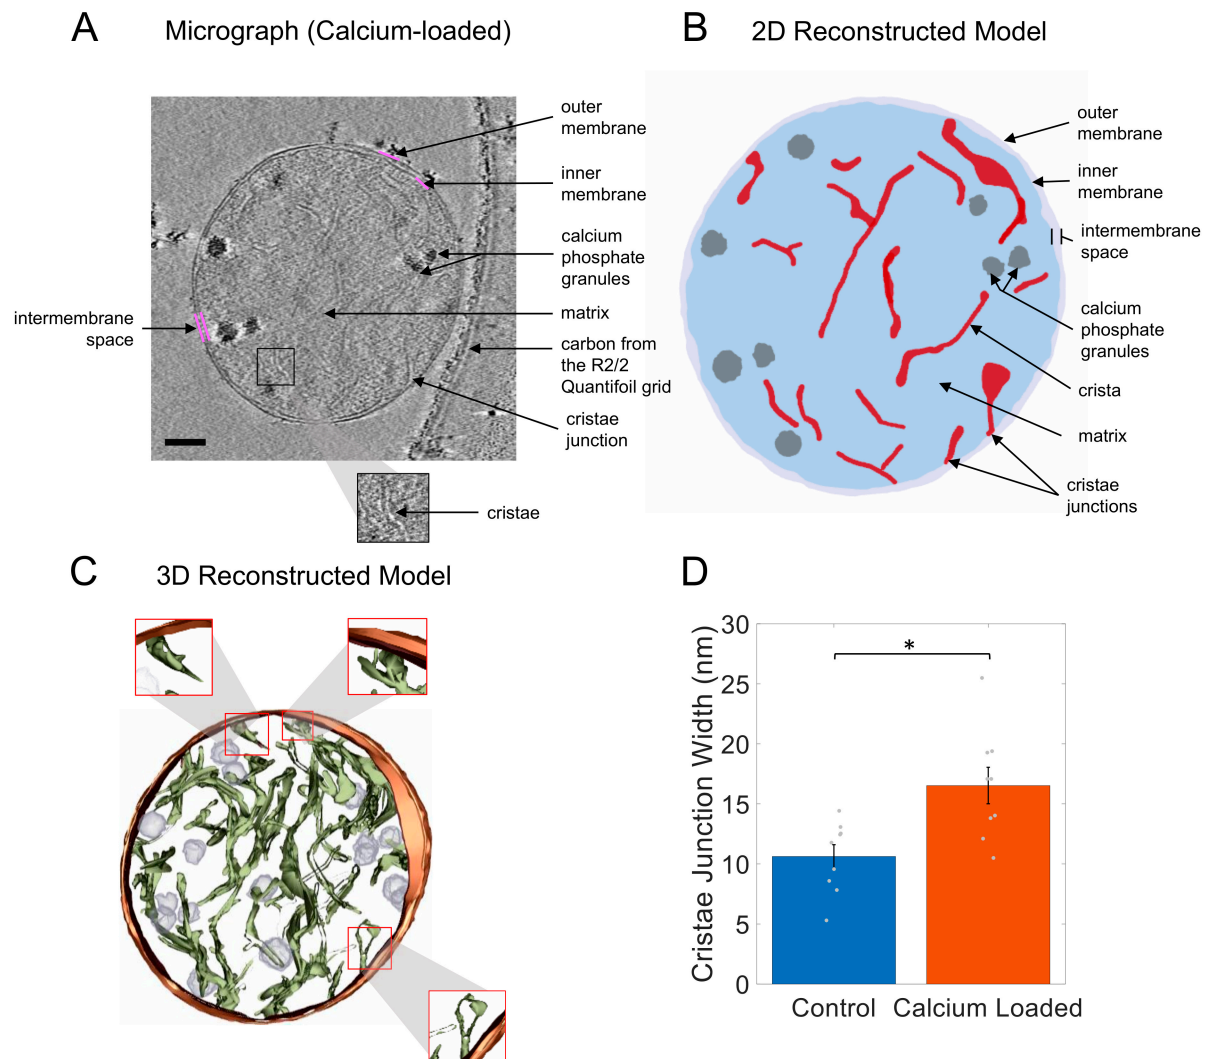 A
Micrograph (Calcium-loaded)
outer
membrane
inner
membrane
calcium
phosphate
granules
matrix
intermembrane
space
carbon from
the R2/2
Quantifoil grid
cristae
junction
cristae
B
2D Reconstructed Model
outer
membrane
inner
membrane
intermembrane
space
calcium
phosphate
granules
crista
matrix
cristae
junctions
C
3D Reconstructed Model
D
Cristae Junction Width (nm)
30
25
20
15
10
5
0
*
Control
Calcium Loaded